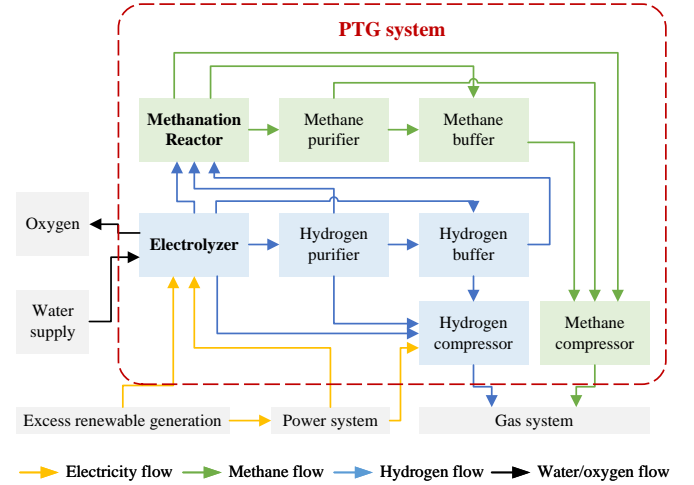 PTG system
Methanation
Reactor
Methane
purifier
Methane
buffer
Oxygen
Electrolyzer
Hydrogen
purifier
Hydrogen
buffer
Water
supply
Hydrogen
compressor
Methane
compressor
Excess renewable generation
Power system
Gas system
Electricity flow
Methane flow
Hydrogen flow
Water/oxygen flow